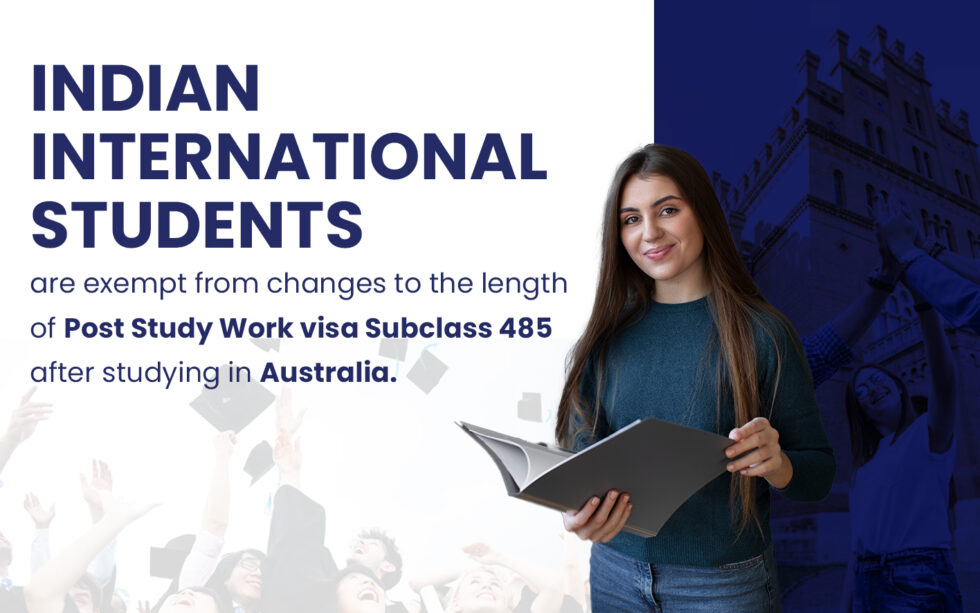 INDIAN
INTERNATIONAL
STUDENTS
are exempt from changes to the length
of Post Study Work visa Subclass 485
after studying in Australia.